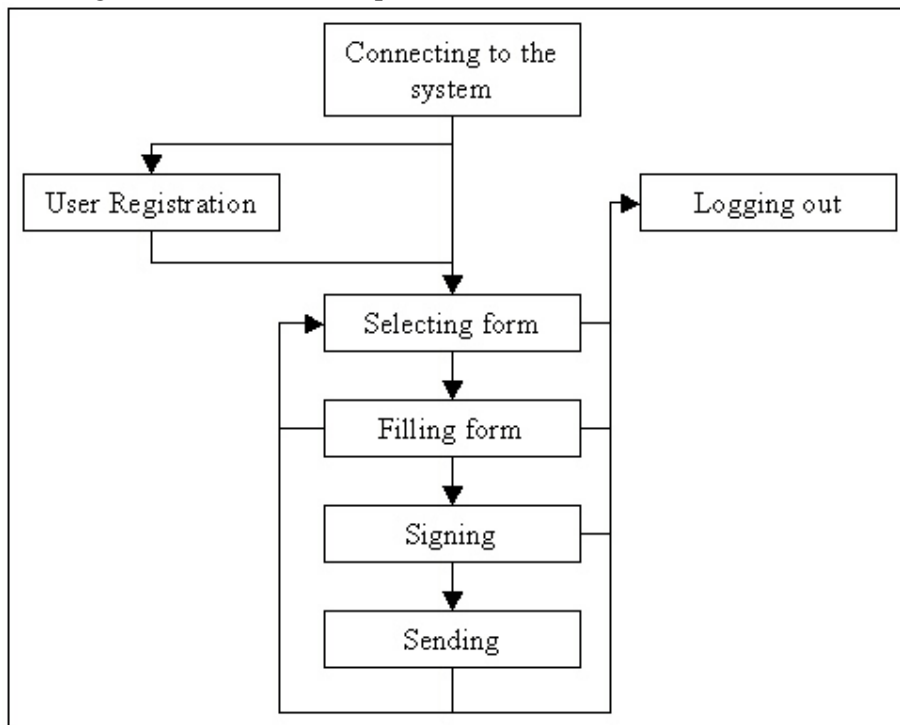 Connecting to the
system
User Registration
Logging out
Selecting form
Filling form
Signing
Sending